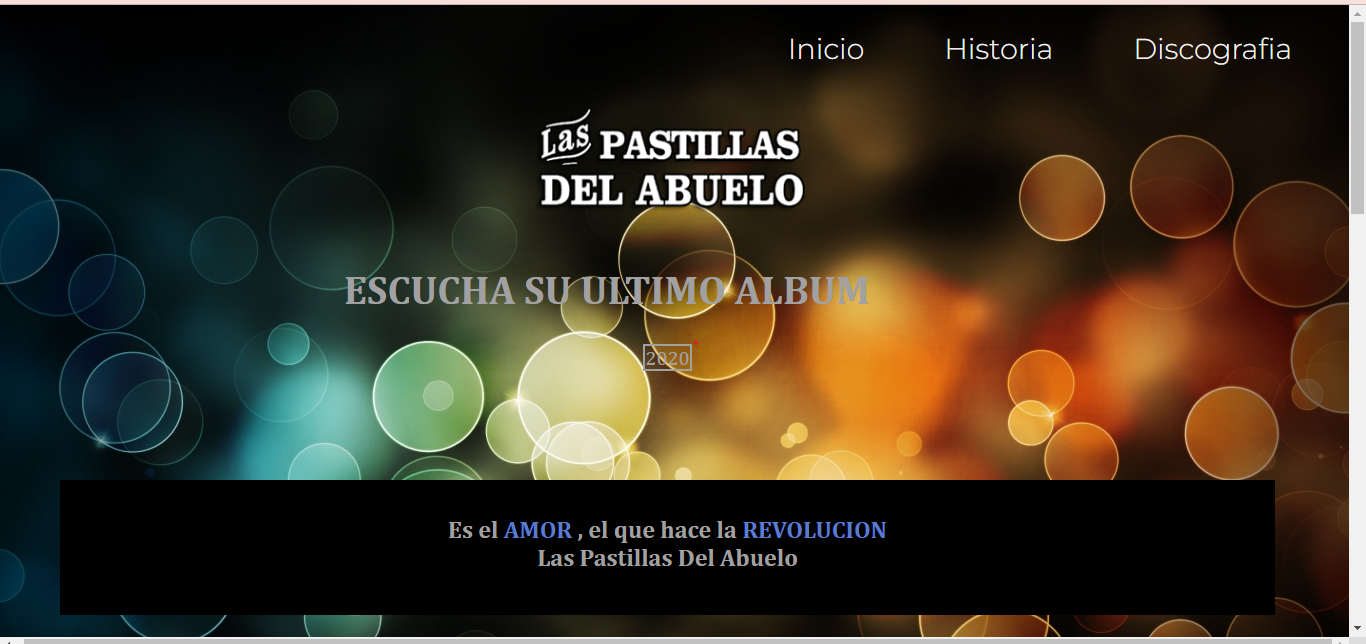 Inicio Historia Discografia
Las PASTILLAS
DEL ABUELO
ESCUCHA SU ULTIMO ALBUM
2020
Es el AMOR , el que hace la REVOLUCION
Las Pastillas Del Abuelo